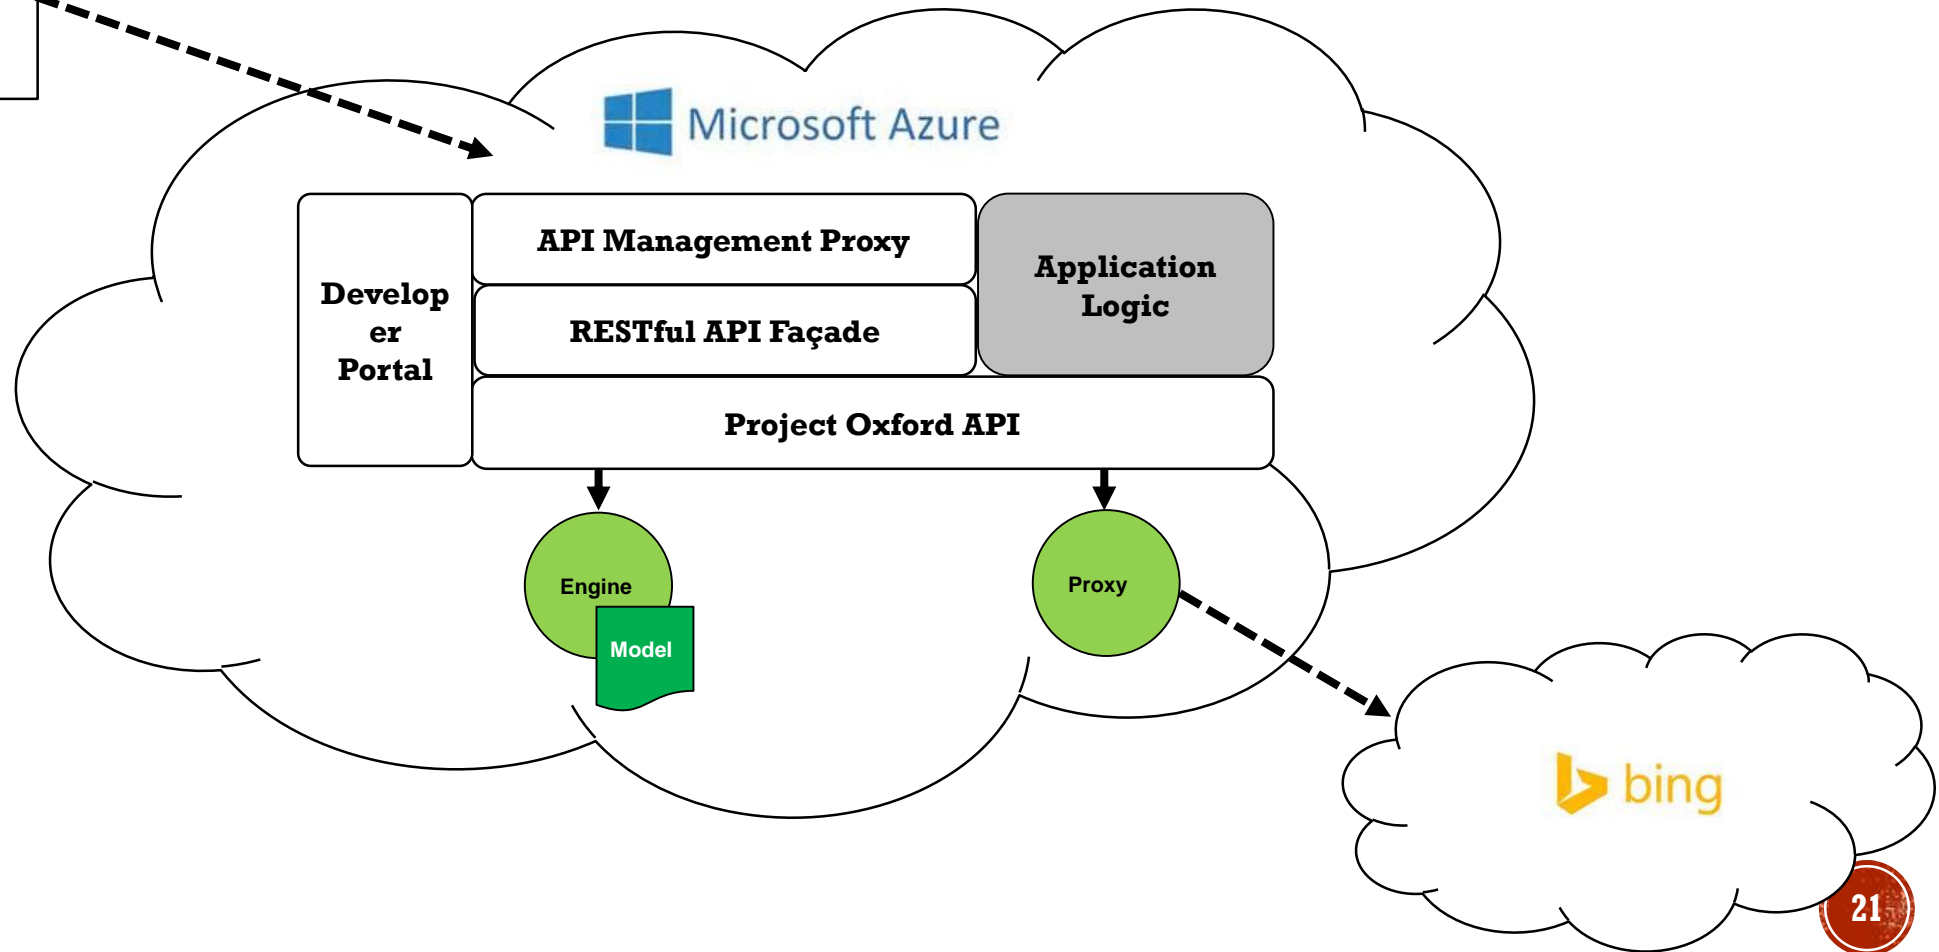 Microsoft Azure
API Management Proxy
Application
Logic
Develop
er
Portal
RESTful API Façade
Project Oxford API
Engine
Model
Proxy
bing
21